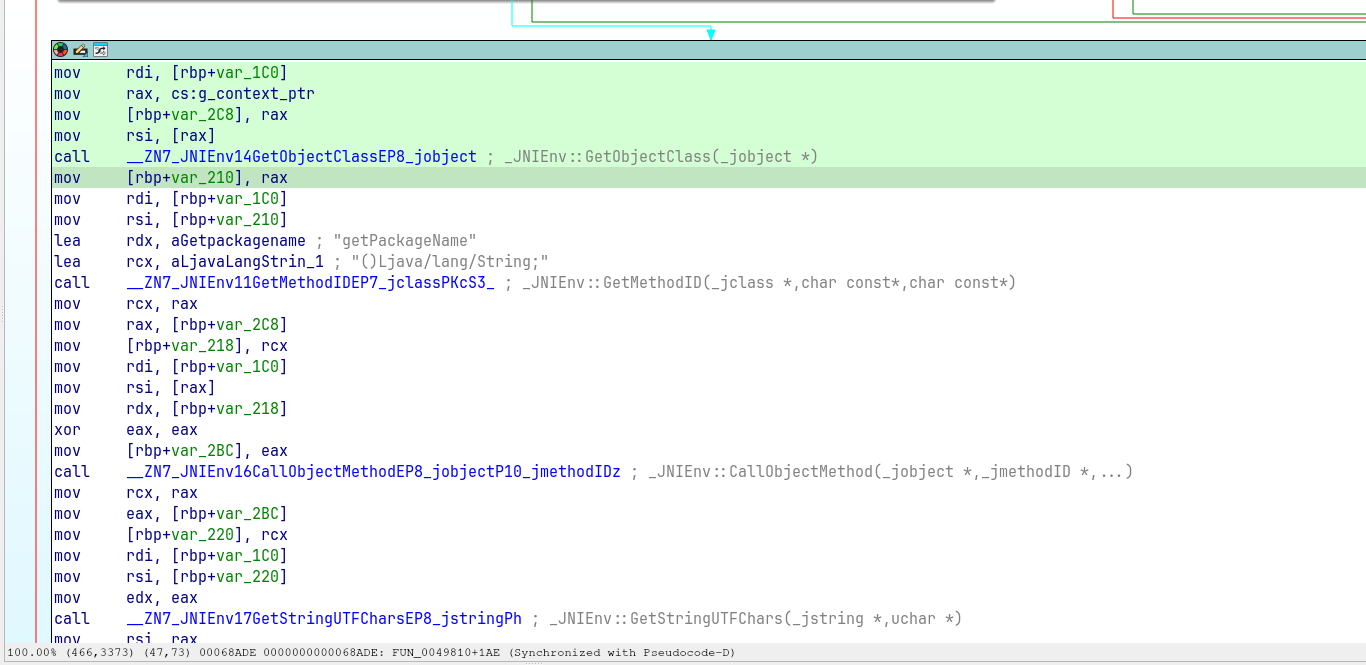 mov     rdi, [rbp+var_1C0]
mov     rax, cs:g_context_ptr
mov     [rbp+var_2C8], rax
mov     rsi, [rax]
call    __ZN7_JNIEnv14GetObjectClassEP8_jobject ; _JNIEnv::GetObjectClass(_jobject *)
mov     [rbp+var_210], rax
mov     rdi, [rbp+var_1C0]
mov     rsi, [rbp+var_210]
lea     rdx, aGetpackagename ; "getPackageName"
lea     rcx, aLjavaLangStrin_1 ; "()Ljava/lang/String;"
call    __ZN7_JNIEnv11GetMethodIDEP7_jclassPKcS3_ ; _JNIEnv::GetMethodID(_jclass *,char const*,char const*)
mov     rcx, rax
mov     rax, [rbp+var_2C8]
mov     [rbp+var_218], rcx
mov     rdi, [rbp+var_1C0]
mov     rsi, [rax]
mov     rdx, [rbp+var_218]
xor     eax, eax
mov     [rbp+var_2BC], eax
call    __ZN7_JNIEnv16CallObjectMethodEP8_jobjectP10_jmethodIDz ; _JNIEnv::CallObjectMethod(_jobject *,_jmethodID *,...)
mov     rcx, rax
mov     eax, [rbp+var_2BC]
mov     [rbp+var_220], rcx
mov     rdi, [rbp+var_1C0]
mov     rsi, [rbp+var_220]
mov     edx, eax
call    __ZN7_JNIEnv17GetStringUTFCharsEP8_jstringPh ; _JNIEnv::GetStringUTFChars(_jstring *,uchar *)
mov     rsi, rax
100.00% (466,3373) (47,73) 00068ADE 0000000000068ADE: FUN_0049810+1AE (Synchronized with Pseudocode-D)